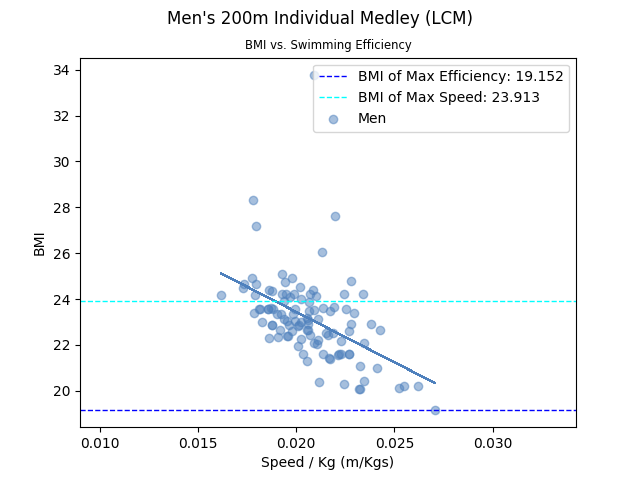 Men's 200m Individual Medley (LCM)
BMI vs. Swimming Efficiency
BMI of Max Efficiency: 19.152
BMI of Max Speed: 23.913
Men
34
32
30
28
26
24
22
20
BMI
0.010 0.015 0.020 0.025 0.030
Speed / Kg (m/Kgs)